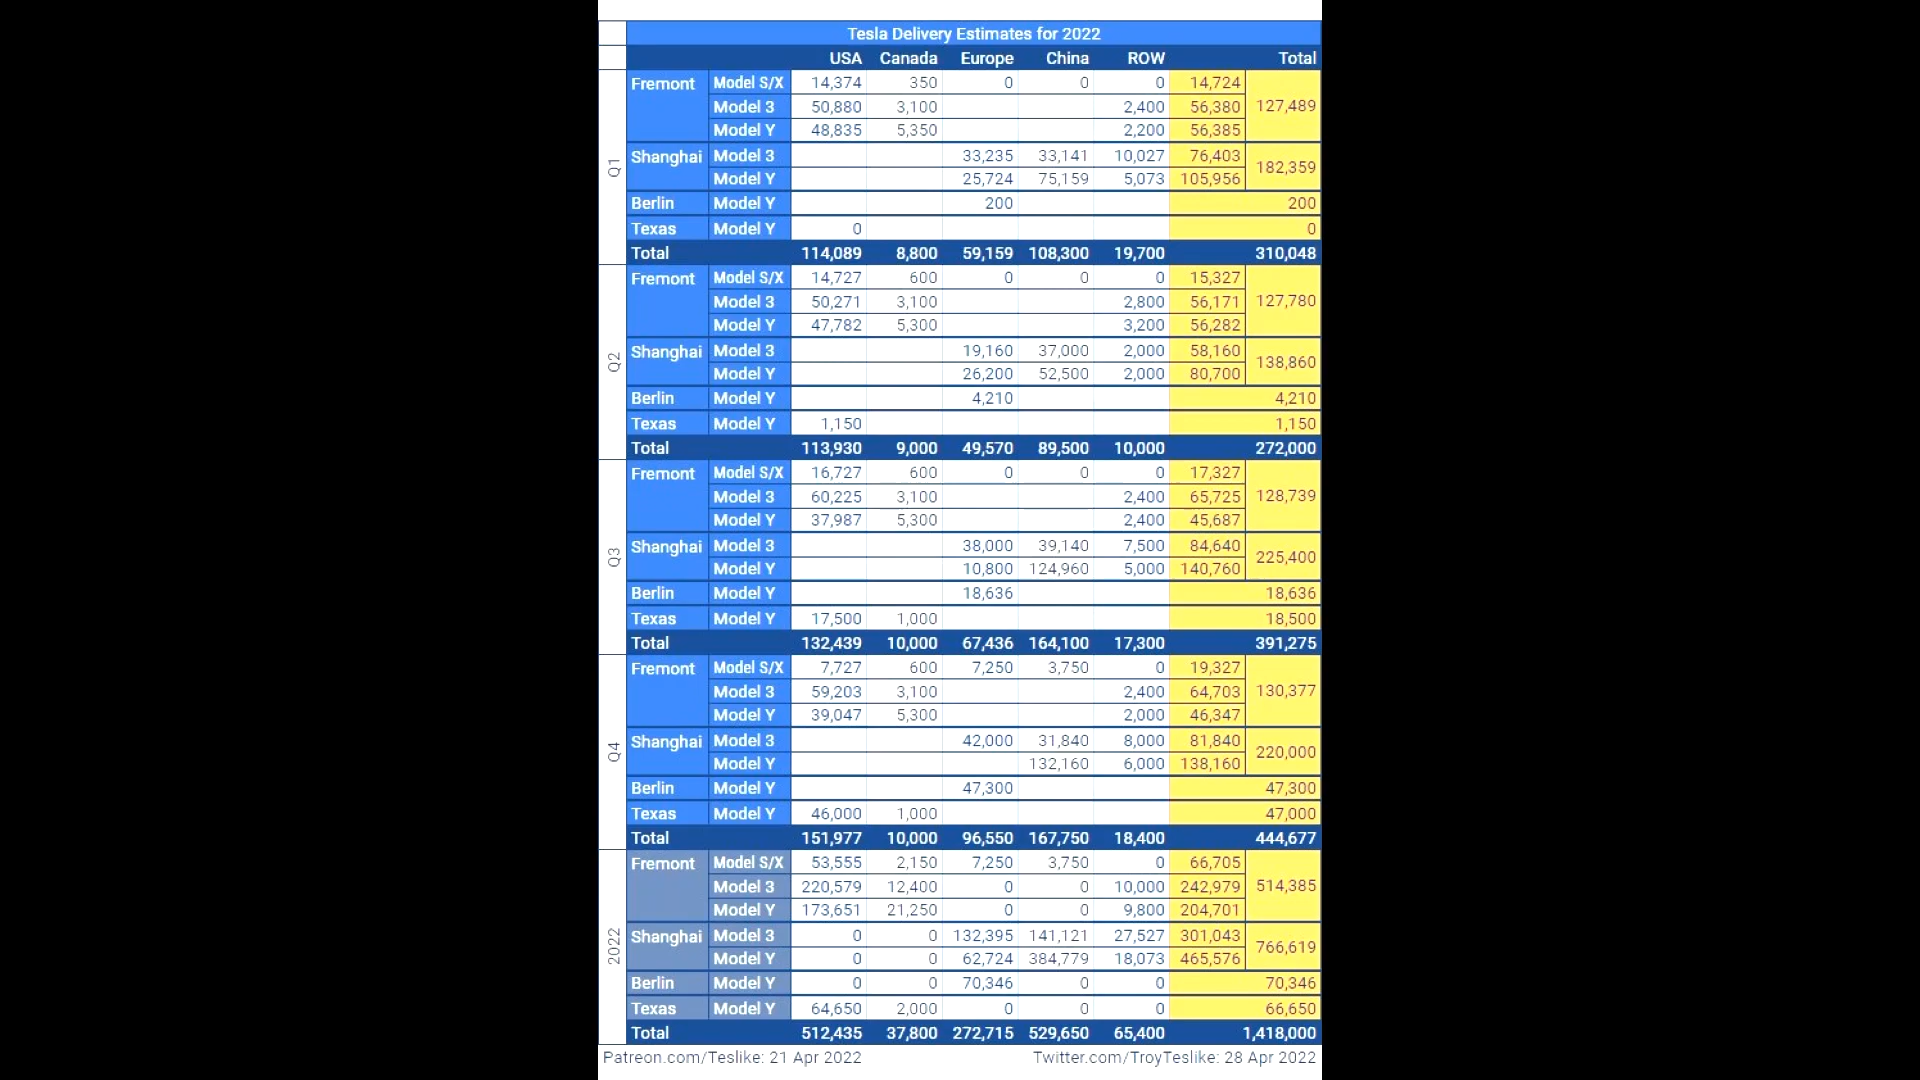 Tesla Delivery Estimates for 2022
USA Canada Europe China ROW Total
Q1
Fremont Model S/X 14,374 350 0 0 0 14,724 127,489
Model 3 50,880 3,100 2,400 56,380
Model Y 48,835 5,350 2,200 56,385
Shanghai Model 3 33,235 33,141 10,027 76,403 182,359
Model Y 25,724 75,159 5,073 105,956
Berlin Model Y 200 200
Texas Model Y 0 0
Total 114,089 8,800 59,159 108,300 19,700 310,048
Q2
Fremont Model S/X 14,727 600 0 0 0 15,327 127,780
Model 3 50,271 3,100 2,800 56,171
Model Y 47,782 5,300 3,200 56,282
Shanghai Model 3 19,160 37,000 2,000 58,160 138,860
Model Y 26,200 52,500 2,000 80,700
Berlin Model Y 4,210 4,210
Texas Model Y 1,150 1,150
Total 113,930 9,000 49,570 89,500 10,000 272,000
Q3
Fremont Model S/X 16,727 600 0 0 0 17,327 128,739
Model 3 60,225 3,100 2,400 65,725
Model Y 37,987 5,300 2,400 45,687
Shanghai Model 3 38,000 39,140 7,500 84,640 225,400
Model Y 10,800 124,960 5,000 140,760
Berlin Model Y 18,636 18,636
Texas Model Y 17,500 1,000 18,500
Total 132,439 10,000 67,436 164,100 17,300 391,275
Q4
Fremont Model S/X 7,727 600 7,250 3,750 0 19,327 130,377
Model 3 59,203 3,100 2,400 64,703
Model Y 39,047 5,300 2,000 46,347
Shanghai Model 3 42,000 31,840 8,000 81,840 220,000
Model Y 132,160 6,000 138,160
Berlin Model Y 47,300 47,300
Texas Model Y 46,000 1,000 47,000
Total 151,977 10,000 96,550 167,750 18,400 444,677
2022
Fremont Model S/X 53,555 2,150 7,250 3,750 0 66,705 514,385
Model 3 220,579 12,400 0 0 10,000 242,979
Model Y 173,651 21,250 0 0 9,800 204,701
Shanghai Model 3 0 0 132,395 141,121 27,527 301,043 766,619
Model Y 0 0 62,724 384,779 18,073 465,576
Berlin Model Y 0 0 70,346 0 0 70,346
Texas Model Y 64,650 2,000 0 0 0 66,650
Total 512,435 37,800 272,715 529,650 65,400 1,418,000
Patreon.com/Teslike: 21 Apr 2022 Twitter.com/TroyTeslike: 28 Apr 2022